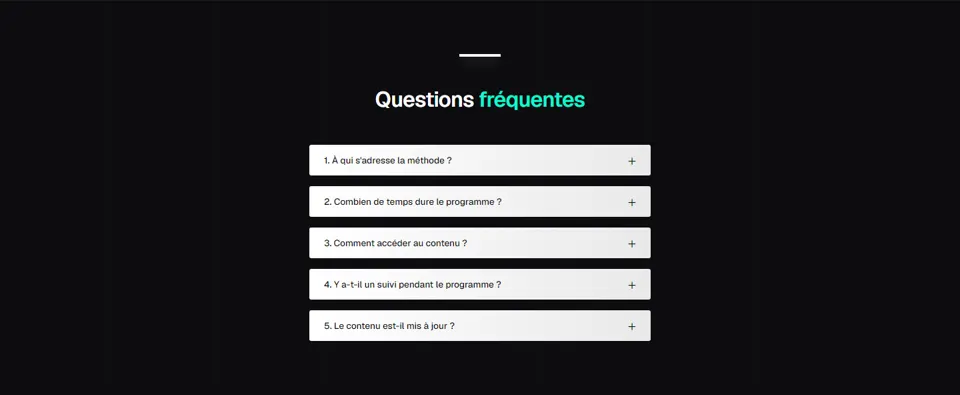 Questions fréquentes
1. À qui s'adresse la méthode ?
2. Combien de temps dure le programme ?
3. Comment accéder au contenu ?
4. Y a-t-il un suivi pendant le programme ?
5. Le contenu est-il mis à jour ?